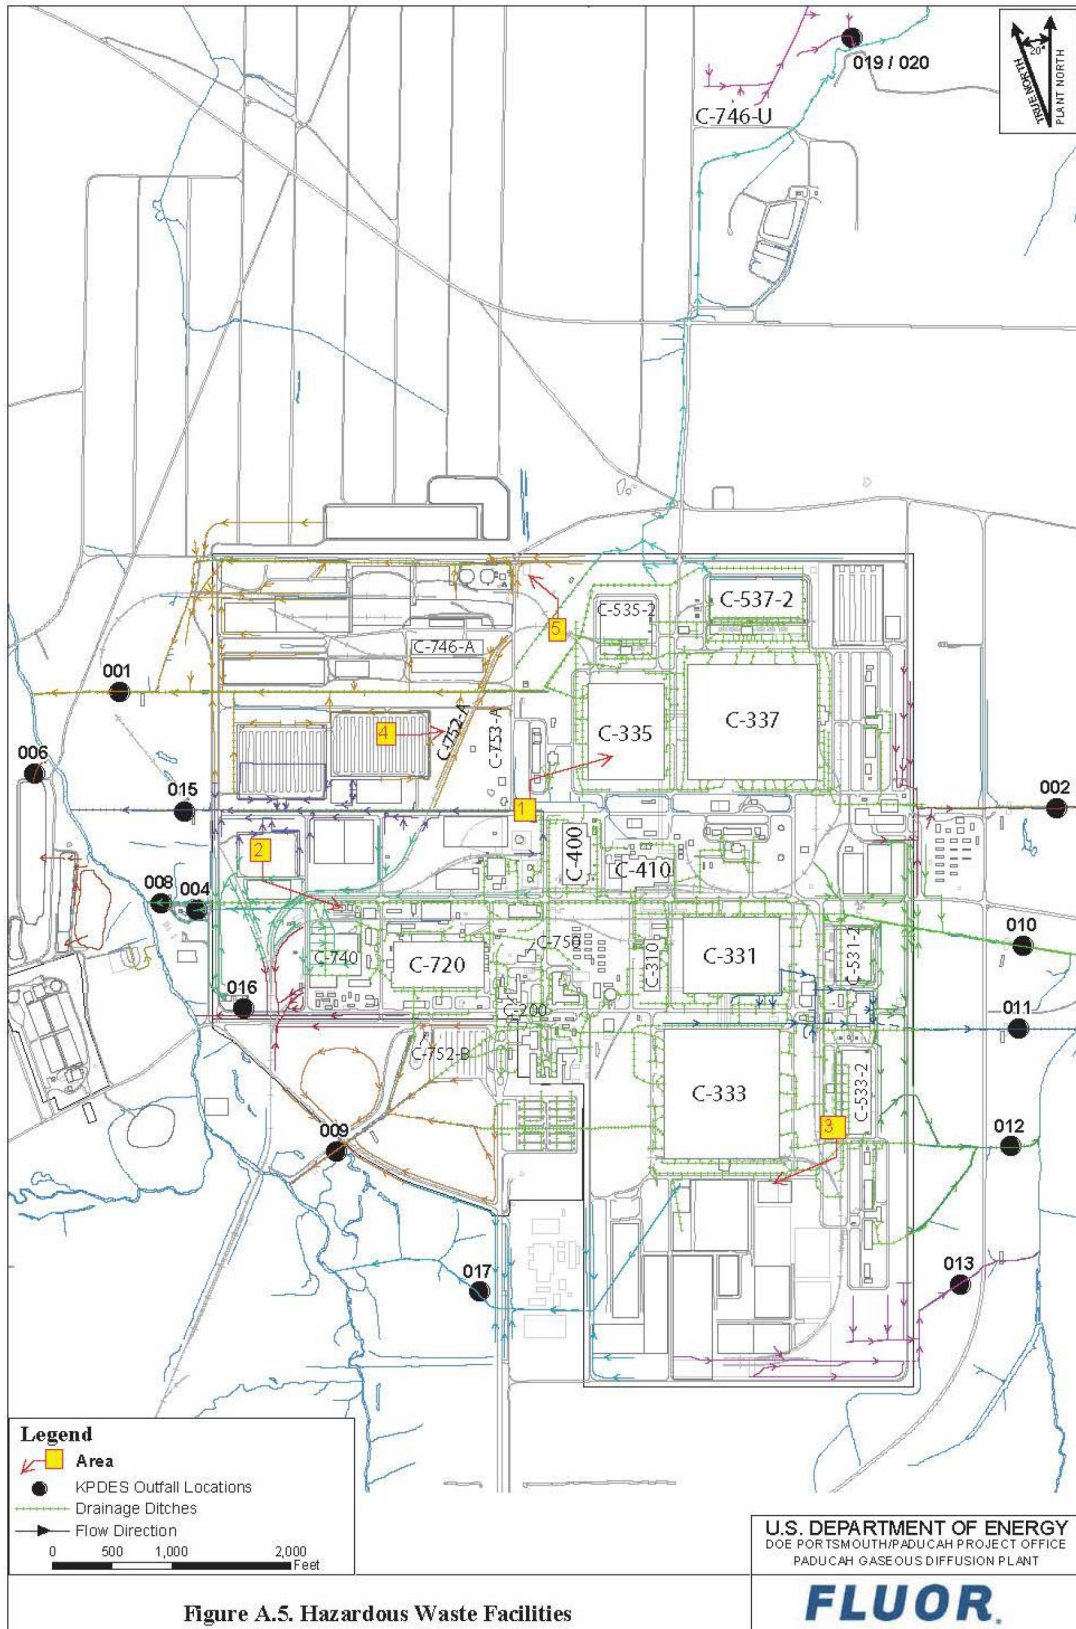 019 / 020
20°
TRUE NORTH
PLANT NORTH
C-746-U
C-535-2
C-537-2
5
C-746-A
001
C-335
C-337
4
C-752-A
C-753-A
006
015
1
002
2
C-400
C-410
008
004
010
C-740
C-720
C-750
C-310
C-331
C-531-2
016
C-200
011
C-752-B
C-333
C-533-2
3
012
009
017
013
Legend
Area
KPDES Outfall Locations
Drainage Ditches
Flow Direction
0 500 1,000 2,000
Feet
U.S. DEPARTMENT OF ENERGY
DOE PORTSMOUTH/PADUCAH PROJECT OFFICE
PADUCAH GASEOUS DIFFUSION PLANT
Figure A.5. Hazardous Waste Facilities
FLUOR.